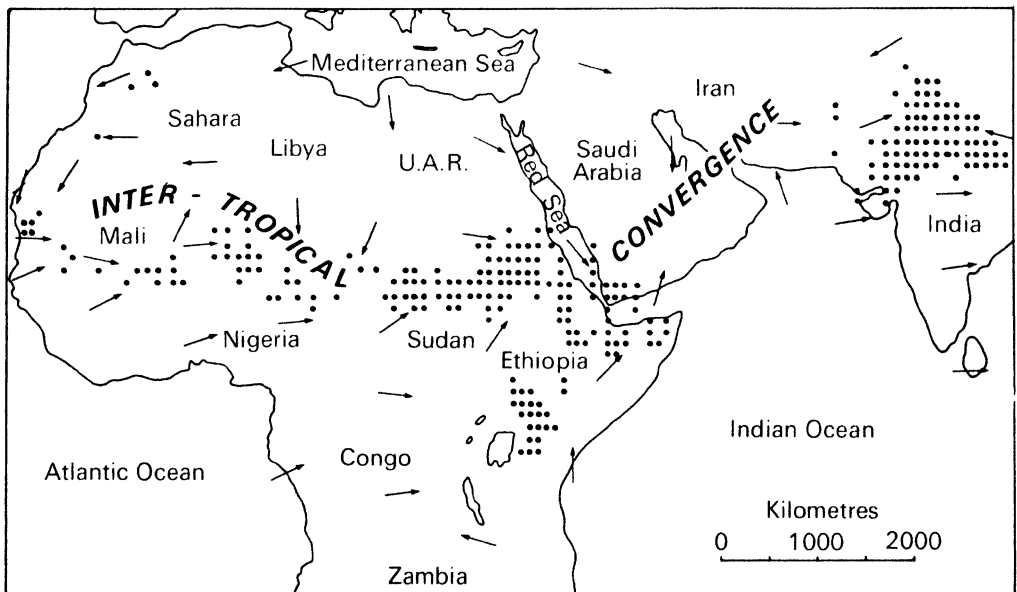 Mediterranean Sea
Iran
Sahara
Libya
U.A.R.
Saudi
Arabia
Red Sea
INTER - TROPICAL CONVERGENCE
Mali
India
Nigeria
Sudan
Ethiopia
Indian Ocean
Atlantic Ocean
Congo
Kilometres
0 1000 2000
Zambia